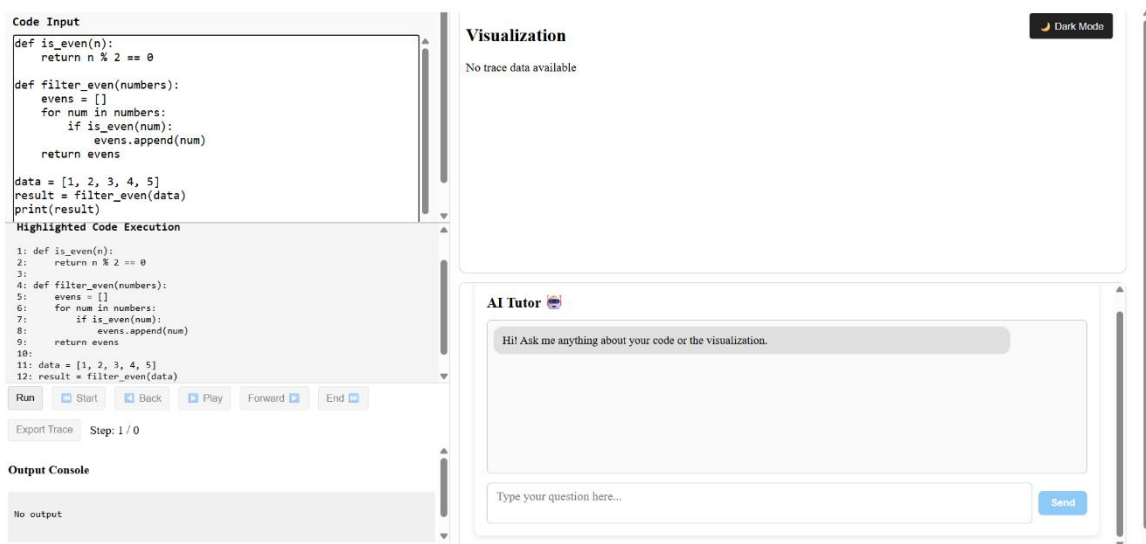 Code Input
def is_even(n):
    return n % 2 == 0
def filter_even(numbers):
    evens = []
    for num in numbers:
        if is_even(num):
            evens.append(num)
    return evens
data = [1, 2, 3, 4, 5]
result = filter_even(data)
print(result)
Highlighted Code Execution
1: def is_even(n):
2:     return n % 2 == 0
3:
4: def filter_even(numbers):
5:     evens = []
6:     for num in numbers:
7:         if is_even(num):
8:             evens.append(num)
9:     return evens
10:
11: data = [1, 2, 3, 4, 5]
12: result = filter_even(data)
Run Start Back Play Forward End
Export Trace Step: 1 / 0
Output Console
No output
Visualization
Dark Mode
No trace data available
AI Tutor
Hi! Ask me anything about your code or the visualization.
Type your question here...
Send